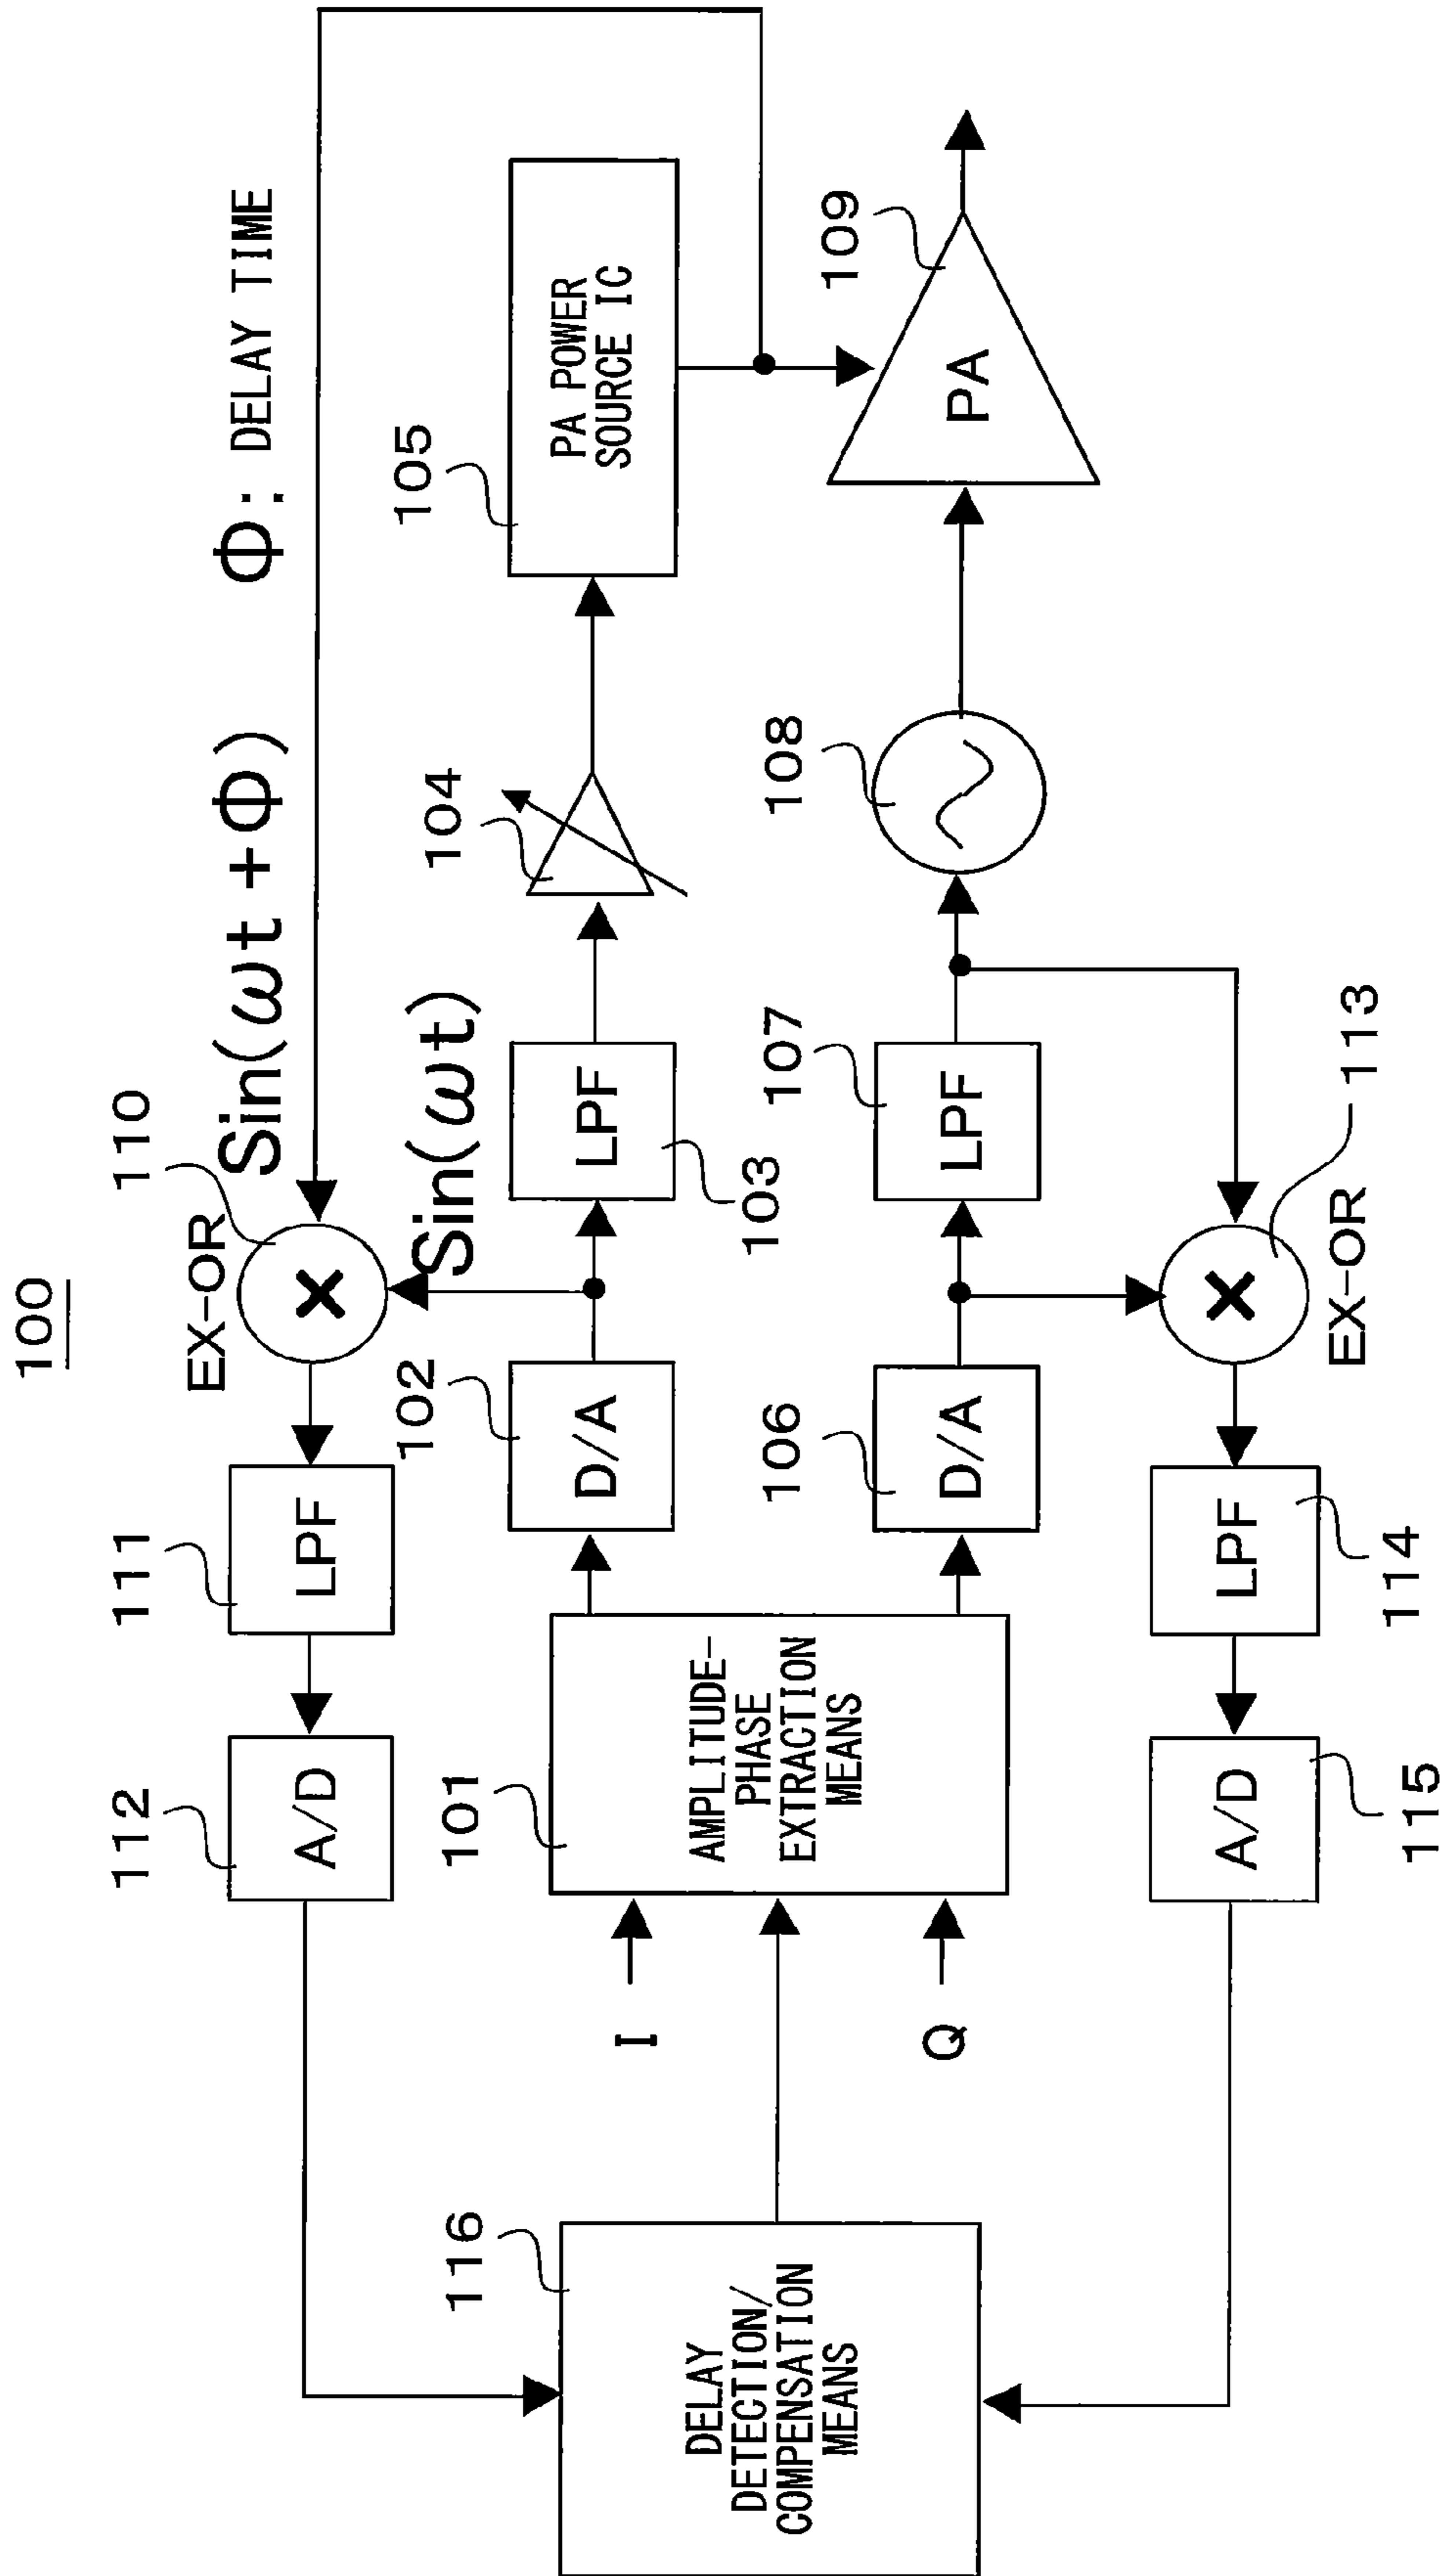 100
Φ: DELAY TIME
Sin(ωt+Φ)
110
EX-OR
111
LPF
112
A/D
Sin(ωt)
102
D/A
103
LPF
104
105
PA POWER
SOURCE IC
101
AMPLITUDE-
PHASE
EXTRACTION
MEANS
I
Q
116
DELAY
DETECTION/
COMPENSATION
MEANS
106
D/A
107
LPF
108
109
PA
113
EX-OR
114
LPF
115
A/D